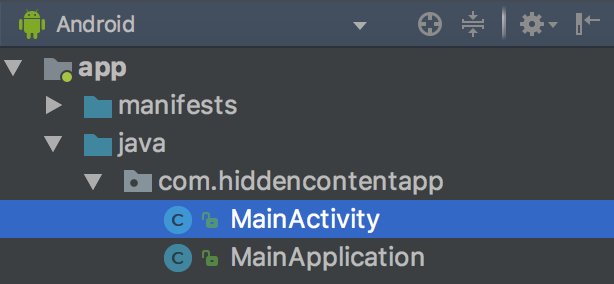 Android
app
manifests
java
com.hiddencontentapp
C MainActivity
C MainApplication